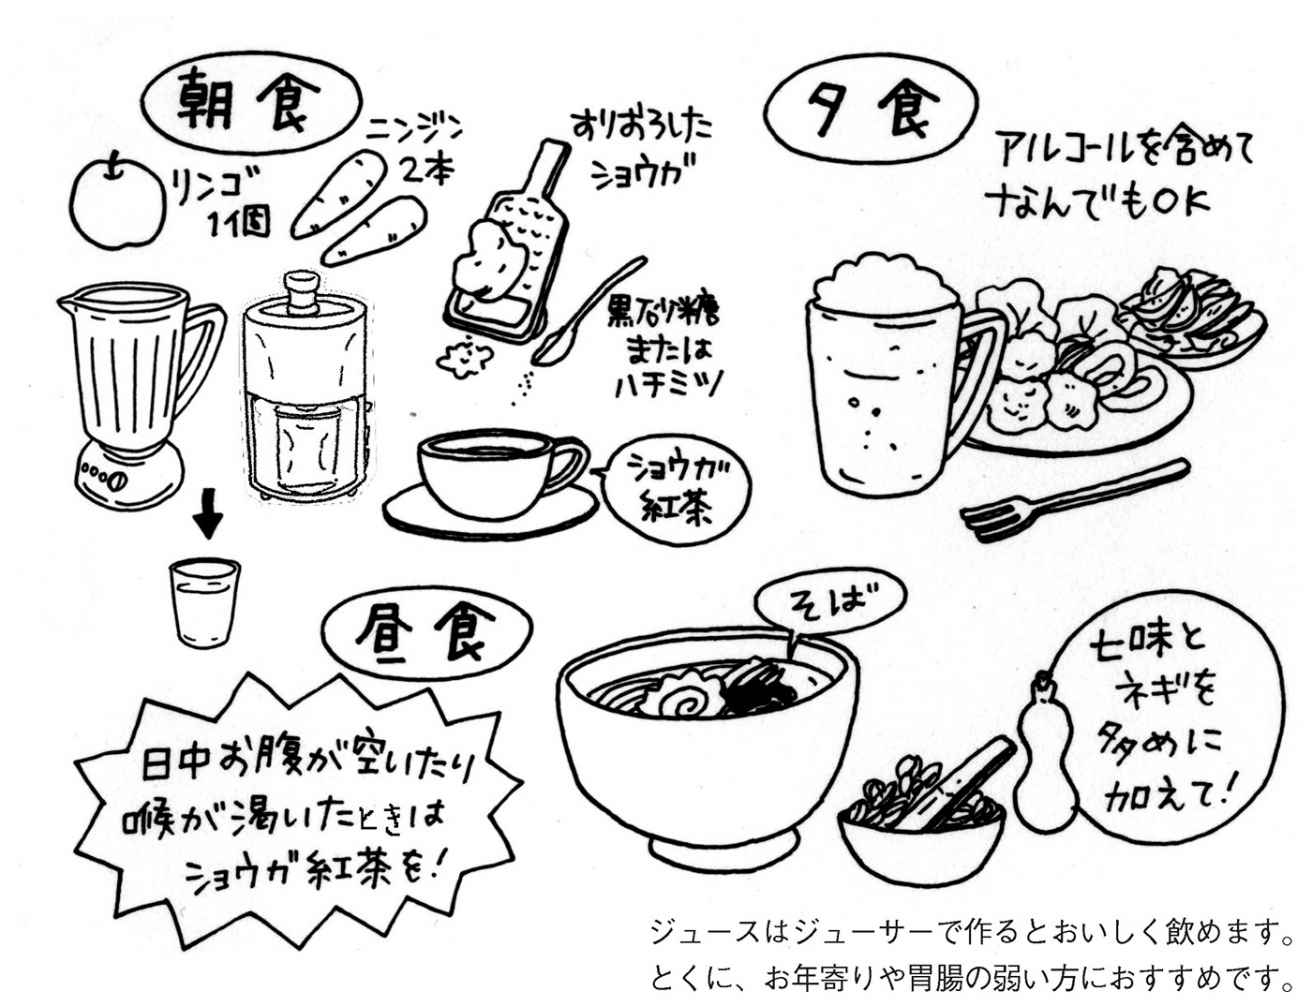 朝食
リンゴ
1個
ニンジン
2本
すりおろした
ショウガ
黒砂糖
または
ハチミツ
ショウガ
紅茶
昼食
そば
七味と
ネギを
多めに
加えて!
日中お腹が空いたり
喉が渇いたときは
ショウガ紅茶を!
夕食
アルコールを含めて
なんでもOK
ジュースはジューサーで作るとおいしく飲めます。
とくに、お年寄りや胃腸の弱い方におすすめです。